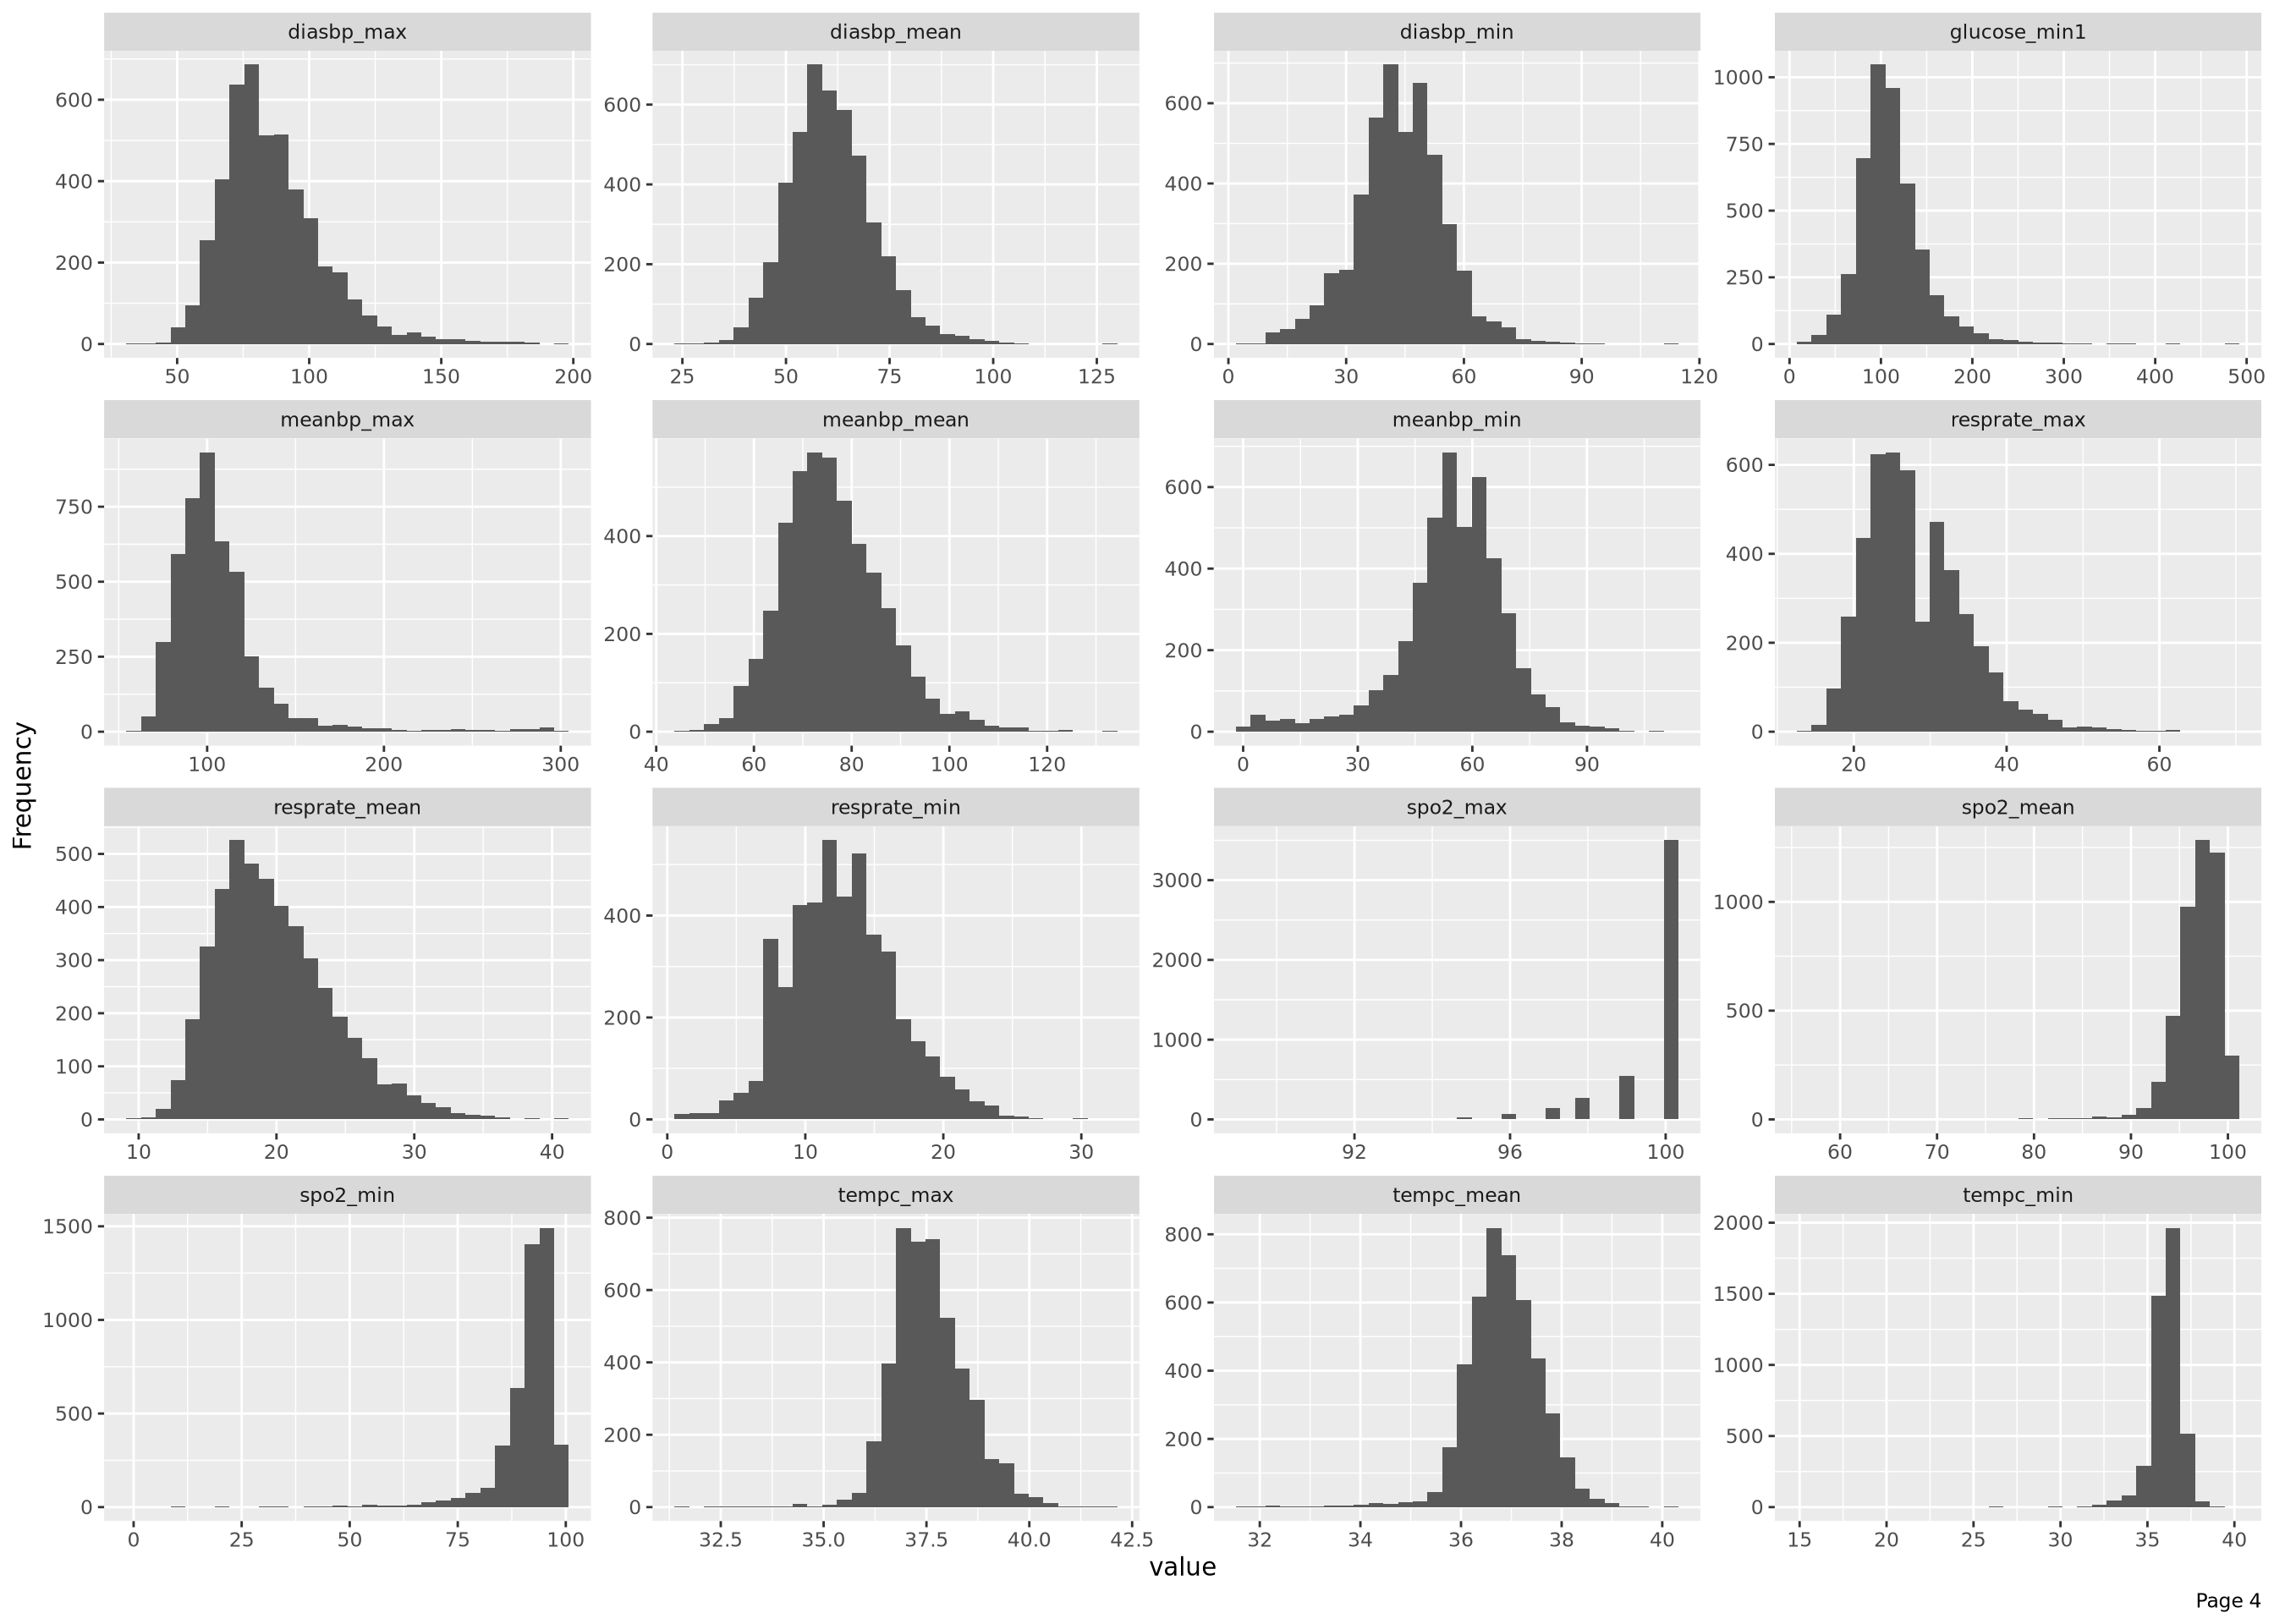 diasbp_max
diasbp_mean
diasbp_min
glucose_min1
600
400
200
0
50 100 150 200
600
400
200
0
25 50 75 100 125
600
400
200
0
0 30 60 90 120
1000
750
500
250
0
0 100 200 300 400 500
meanbp_max
meanbp_mean
meanbp_min
resprate_max
750
500
250
0
100 200 300
400
200
0
40 60 80 100 120
600
400
200
0
0 30 60 90
600
400
200
0
20 40 60
Frequency
resprate_mean
resprate_min
spo2_max
spo2_mean
500
400
300
200
100
0
10 20 30 40
400
200
0
0 10 20 30
3000
2000
1000
0
92 96 100
1000
500
0
60 70 80 90 100
spo2_min
tempc_max
tempc_mean
tempc_min
1500
1000
500
0
0 25 50 75 100
800
600
400
200
0
32.5 35.0 37.5 40.0 42.5
800
600
400
200
0
32 34 36 38 40
2000
1500
1000
500
0
15 20 25 30 35 40
value
Page 4